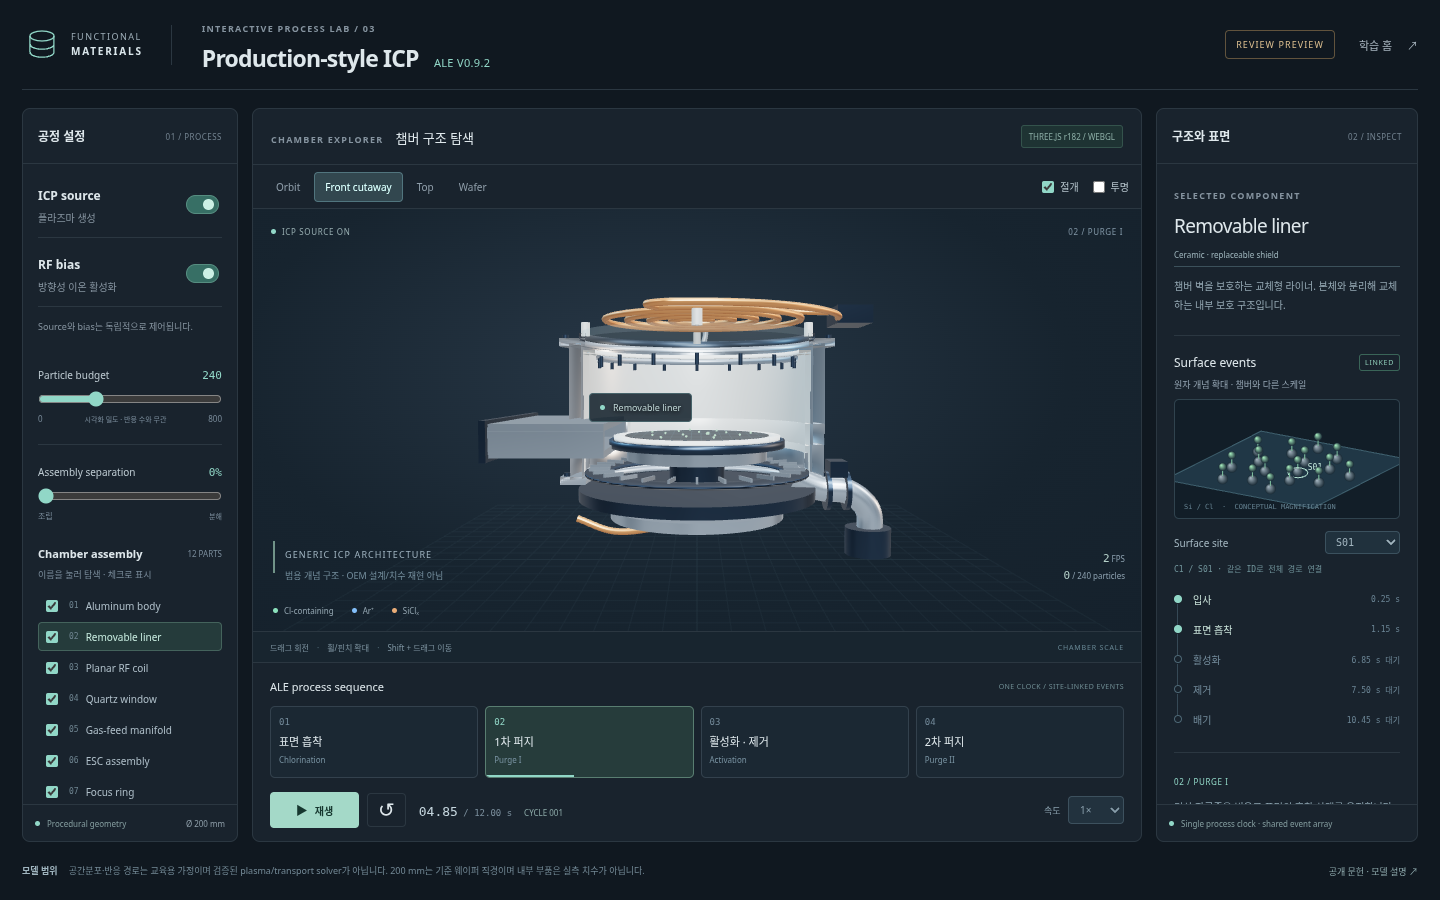 FUNCTIONAL
MATERIALS
INTERACTIVE PROCESS LAB / 03
Production-style ICP ALE V0.9.2
REVIEW PREVIEW
학습 홈 ↗
공정 설정
01 / PROCESS
ICP source
플라즈마 생성
RF bias
방향성 이온 활성화
Source와 bias는 독립적으로 제어됩니다.
Particle budget 240
0 시각화 밀도 · 반응 수와 무관 800
Assembly separation 0%
조립 분해
Chamber assembly 12 PARTS
이름을 눌러 탐색 · 체크로 표시
01 Aluminum body
02 Removable liner
03 Planar RF coil
04 Quartz window
05 Gas-feed manifold
06 ESC assembly
07 Focus ring
Procedural geometry Ø 200 mm
CHAMBER EXPLORER 챔버 구조 탐색
THREE.JS r182 / WEBGL
Orbit Front cutaway Top Wafer
절개 투명
ICP SOURCE ON
02 / PURGE I
Removable liner
GENERIC ICP ARCHITECTURE
범용 개념 구조 · OEM 설계/치수 재현 아님
2 FPS
0 / 240 particles
Cl-containing Ar⁺ SiClₓ
드래그 회전 · 휠/핀치 확대 · Shift + 드래그 이동
CHAMBER SCALE
ALE process sequence
ONE CLOCK / SITE-LINKED EVENTS
01
표면 흡착
Chlorination
02
1차 퍼지
Purge I
03
활성화 · 제거
Activation
04
2차 퍼지
Purge II
▶ 재생
↺
04.85 / 12.00 s CYCLE 001
속도 1×
구조와 표면
02 / INSPECT
SELECTED COMPONENT
Removable liner
Ceramic · replaceable shield
챔버 벽을 보호하는 교체형 라이너. 본체와 분리해 교체
하는 내부 보호 구조입니다.
Surface events LINKED
원자 개념 확대 · 챔버와 다른 스케일
S01
Si / Cl · CONCEPTUAL MAGNIFICATION
Surface site S01
C1 / S01 · 같은 ID로 전체 경로 연결
입사 0.25 s
표면 흡착 1.15 s
활성화 6.85 s 대기
제거 7.50 s 대기
배기 10.45 s 대기
02 / PURGE I
Single process clock · shared event array
모델 범위 공간분포·반응 경로는 교육용 가정이며 검증된 plasma/transport solver가 아닙니다. 200 mm는 기준 웨이퍼 직경이며 내부 부품은 실측 치수가 아닙니다.
공개 문헌 · 모델 설명 ↗